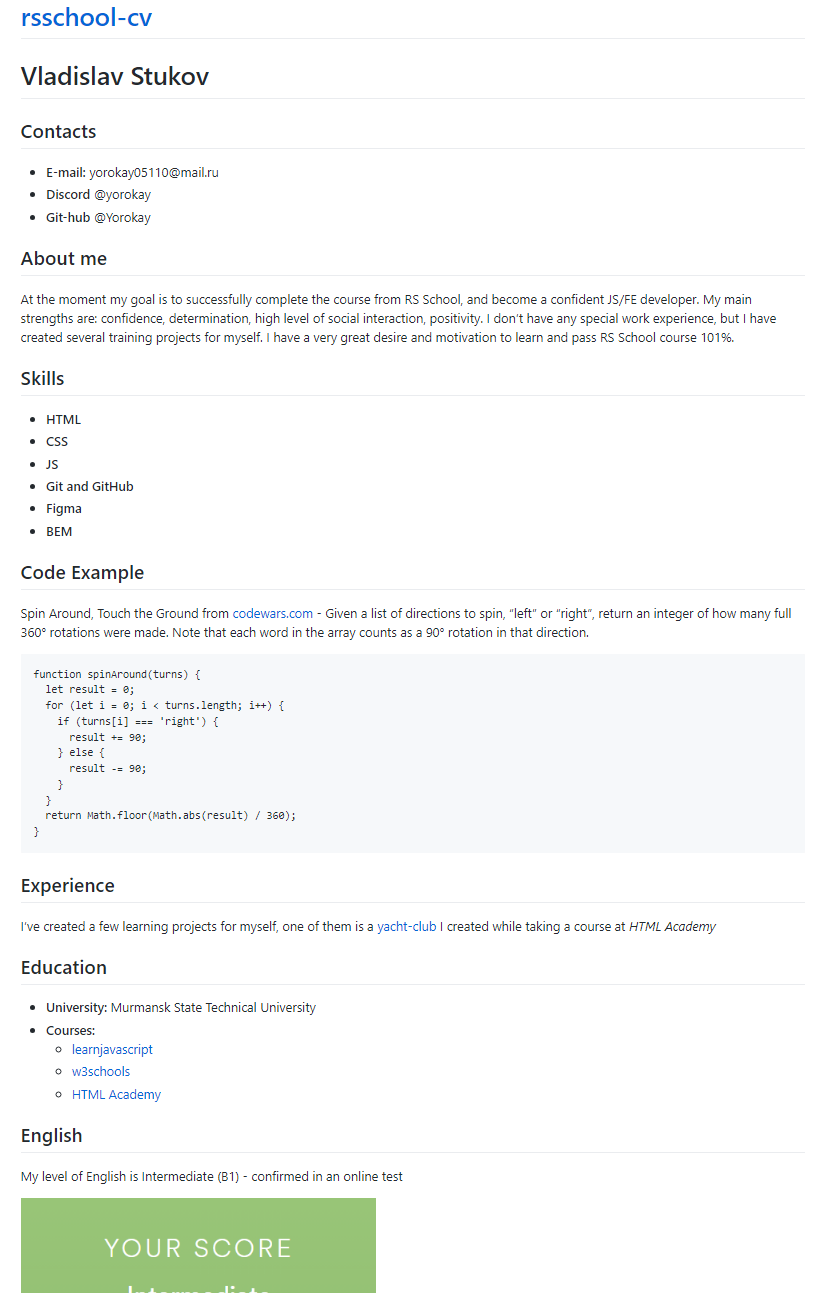 rsschool-cv
Vladislav Stukov
Contacts
E-mail: yorokay05110@mail.ru
Discord @yorokay
Git-hub @Yorokay
About me
At the moment my goal is to successfully complete the course from RS School, and become a confident JS/FE developer. My main
strengths are: confidence, determination, high level of social interaction, positivity. I don’t have any special work experience, but I have
created several training projects for myself. I have a very great desire and motivation to learn and pass RS School course 101%.
Skills
HTML
CSS
JS
Git and GitHub
Figma
BEM
Code Example
Spin Around, Touch the Ground from codewars.com - Given a list of directions to spin, “left” or “right”, return an integer of how many full
360° rotations were made. Note that each word in the array counts as a 90° rotation in that direction.
function spinAround(turns) {
  let result = 0;
  for (let i = 0; i < turns.length; i++) {
    if (turns[i] === 'right') {
      result += 90;
    } else {
      result -= 90;
    }
  }
  return Math.floor(Math.abs(result) / 360);
}
Experience
I’ve created a few learning projects for myself, one of them is a yacht-club I created while taking a course at HTML Academy
Education
University: Murmansk State Technical University
Courses:
learnjavascript
w3schools
HTML Academy
English
My level of English is Intermediate (B1) - confirmed in an online test
YOUR SCORE
Intermediate